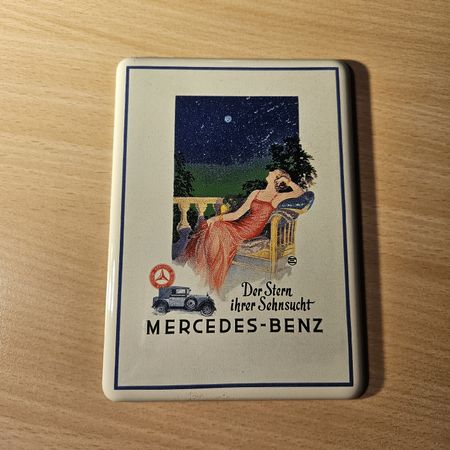 Der Stern
ihrer Sehnsucht
MERCEDES-BENZ